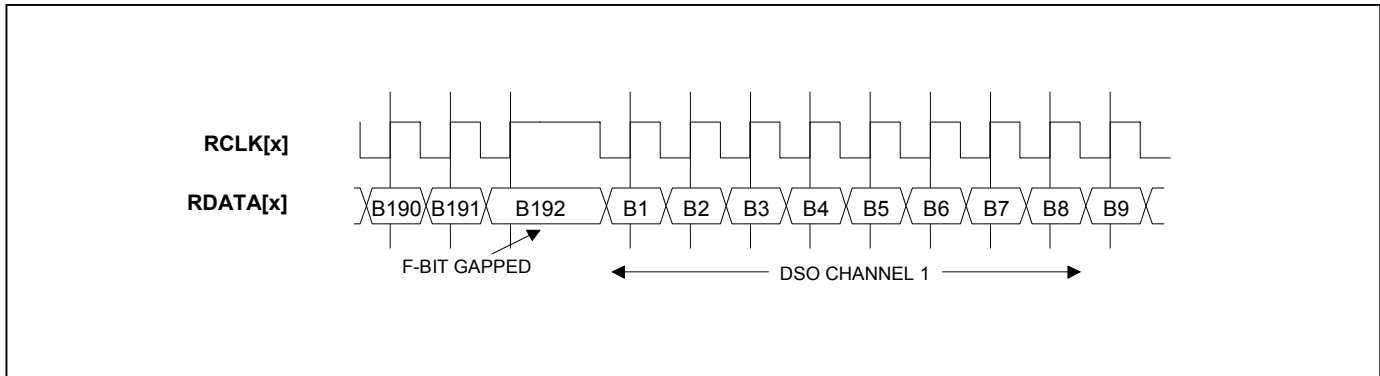 RCLK[x]
RDATA[x]
B190 B191 B192 B1 B2 B3 B4 B5 B6 B7 B8 B9
F-BIT GAPPED
DSO CHANNEL 1